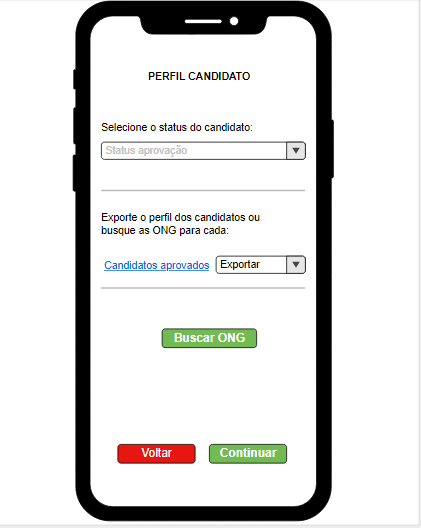 PERFIL CANDIDATO
Selecione o status do candidato:
Status aprovação
Exporte o perfil dos candidatos ou
busque as ONG para cada:
Candidatos aprovados Exportar
Buscar ONG
Voltar Continuar